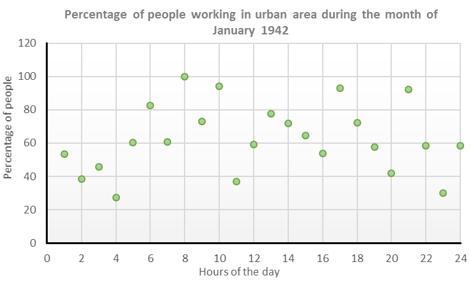 Percentage of people working in urban area during the month of
January 1942
120
100
80
60
40
20
0
Percentage of people
0 2 4 6 8 10 12 14 16 18 20 22 24
Hours of the day